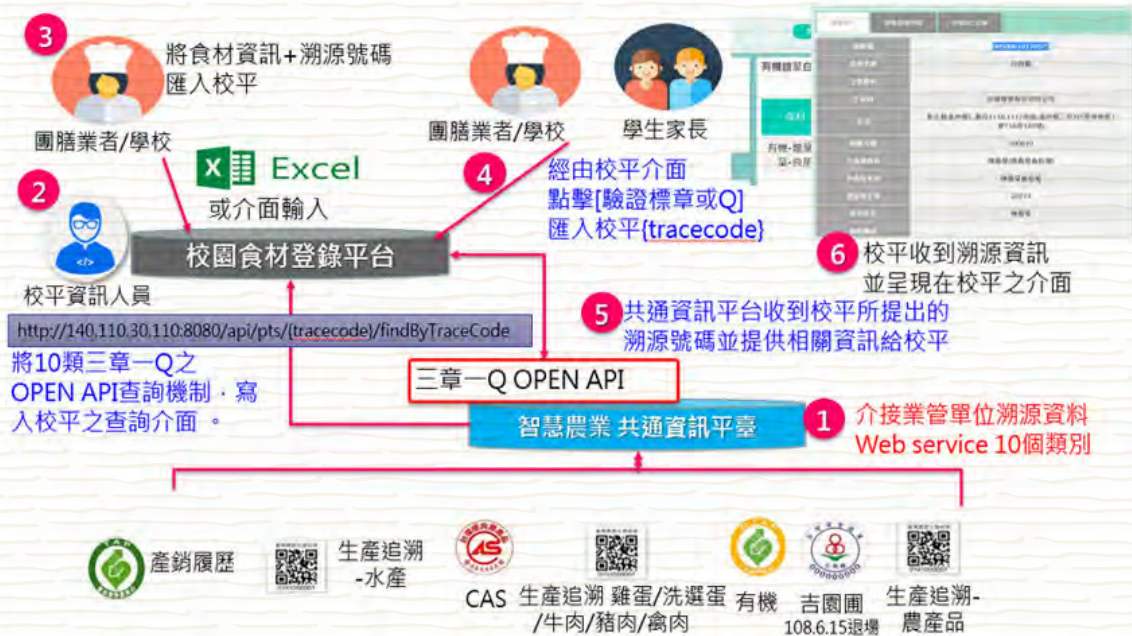 3
將食材資訊+溯源號碼
匯入校平
團膳業者/學校
團膳業者/學校
學生家長
X
Excel
或介面輸入
4
經由校平介面
點擊[驗證標章或Q]
匯入校平{tracecode}
2
</>
校平資訊人員
校園食材登錄平台
6
校平收到溯源資訊
並呈現在校平之介面
http://140.110.30.110:8080/api/pts/{tracecode}/findByTraceCode
將10類三章一Q之
OPEN API查詢機制,寫
入校平之查詢介面 。
5
共通資訊平台收到校平所提出的
溯源號碼並提供相關資訊給校平
三章一Q OPEN API
智慧農業 共通資訊平臺
1
介接業管單位溯源資料
Web service 10個類別
產銷履歷
生產追溯
-水產
CAS
生產追溯 雞蛋/洗選蛋
/牛肉/豬肉/禽肉
有機
吉園圃
108.6.15退場
生產追溯-
農產品